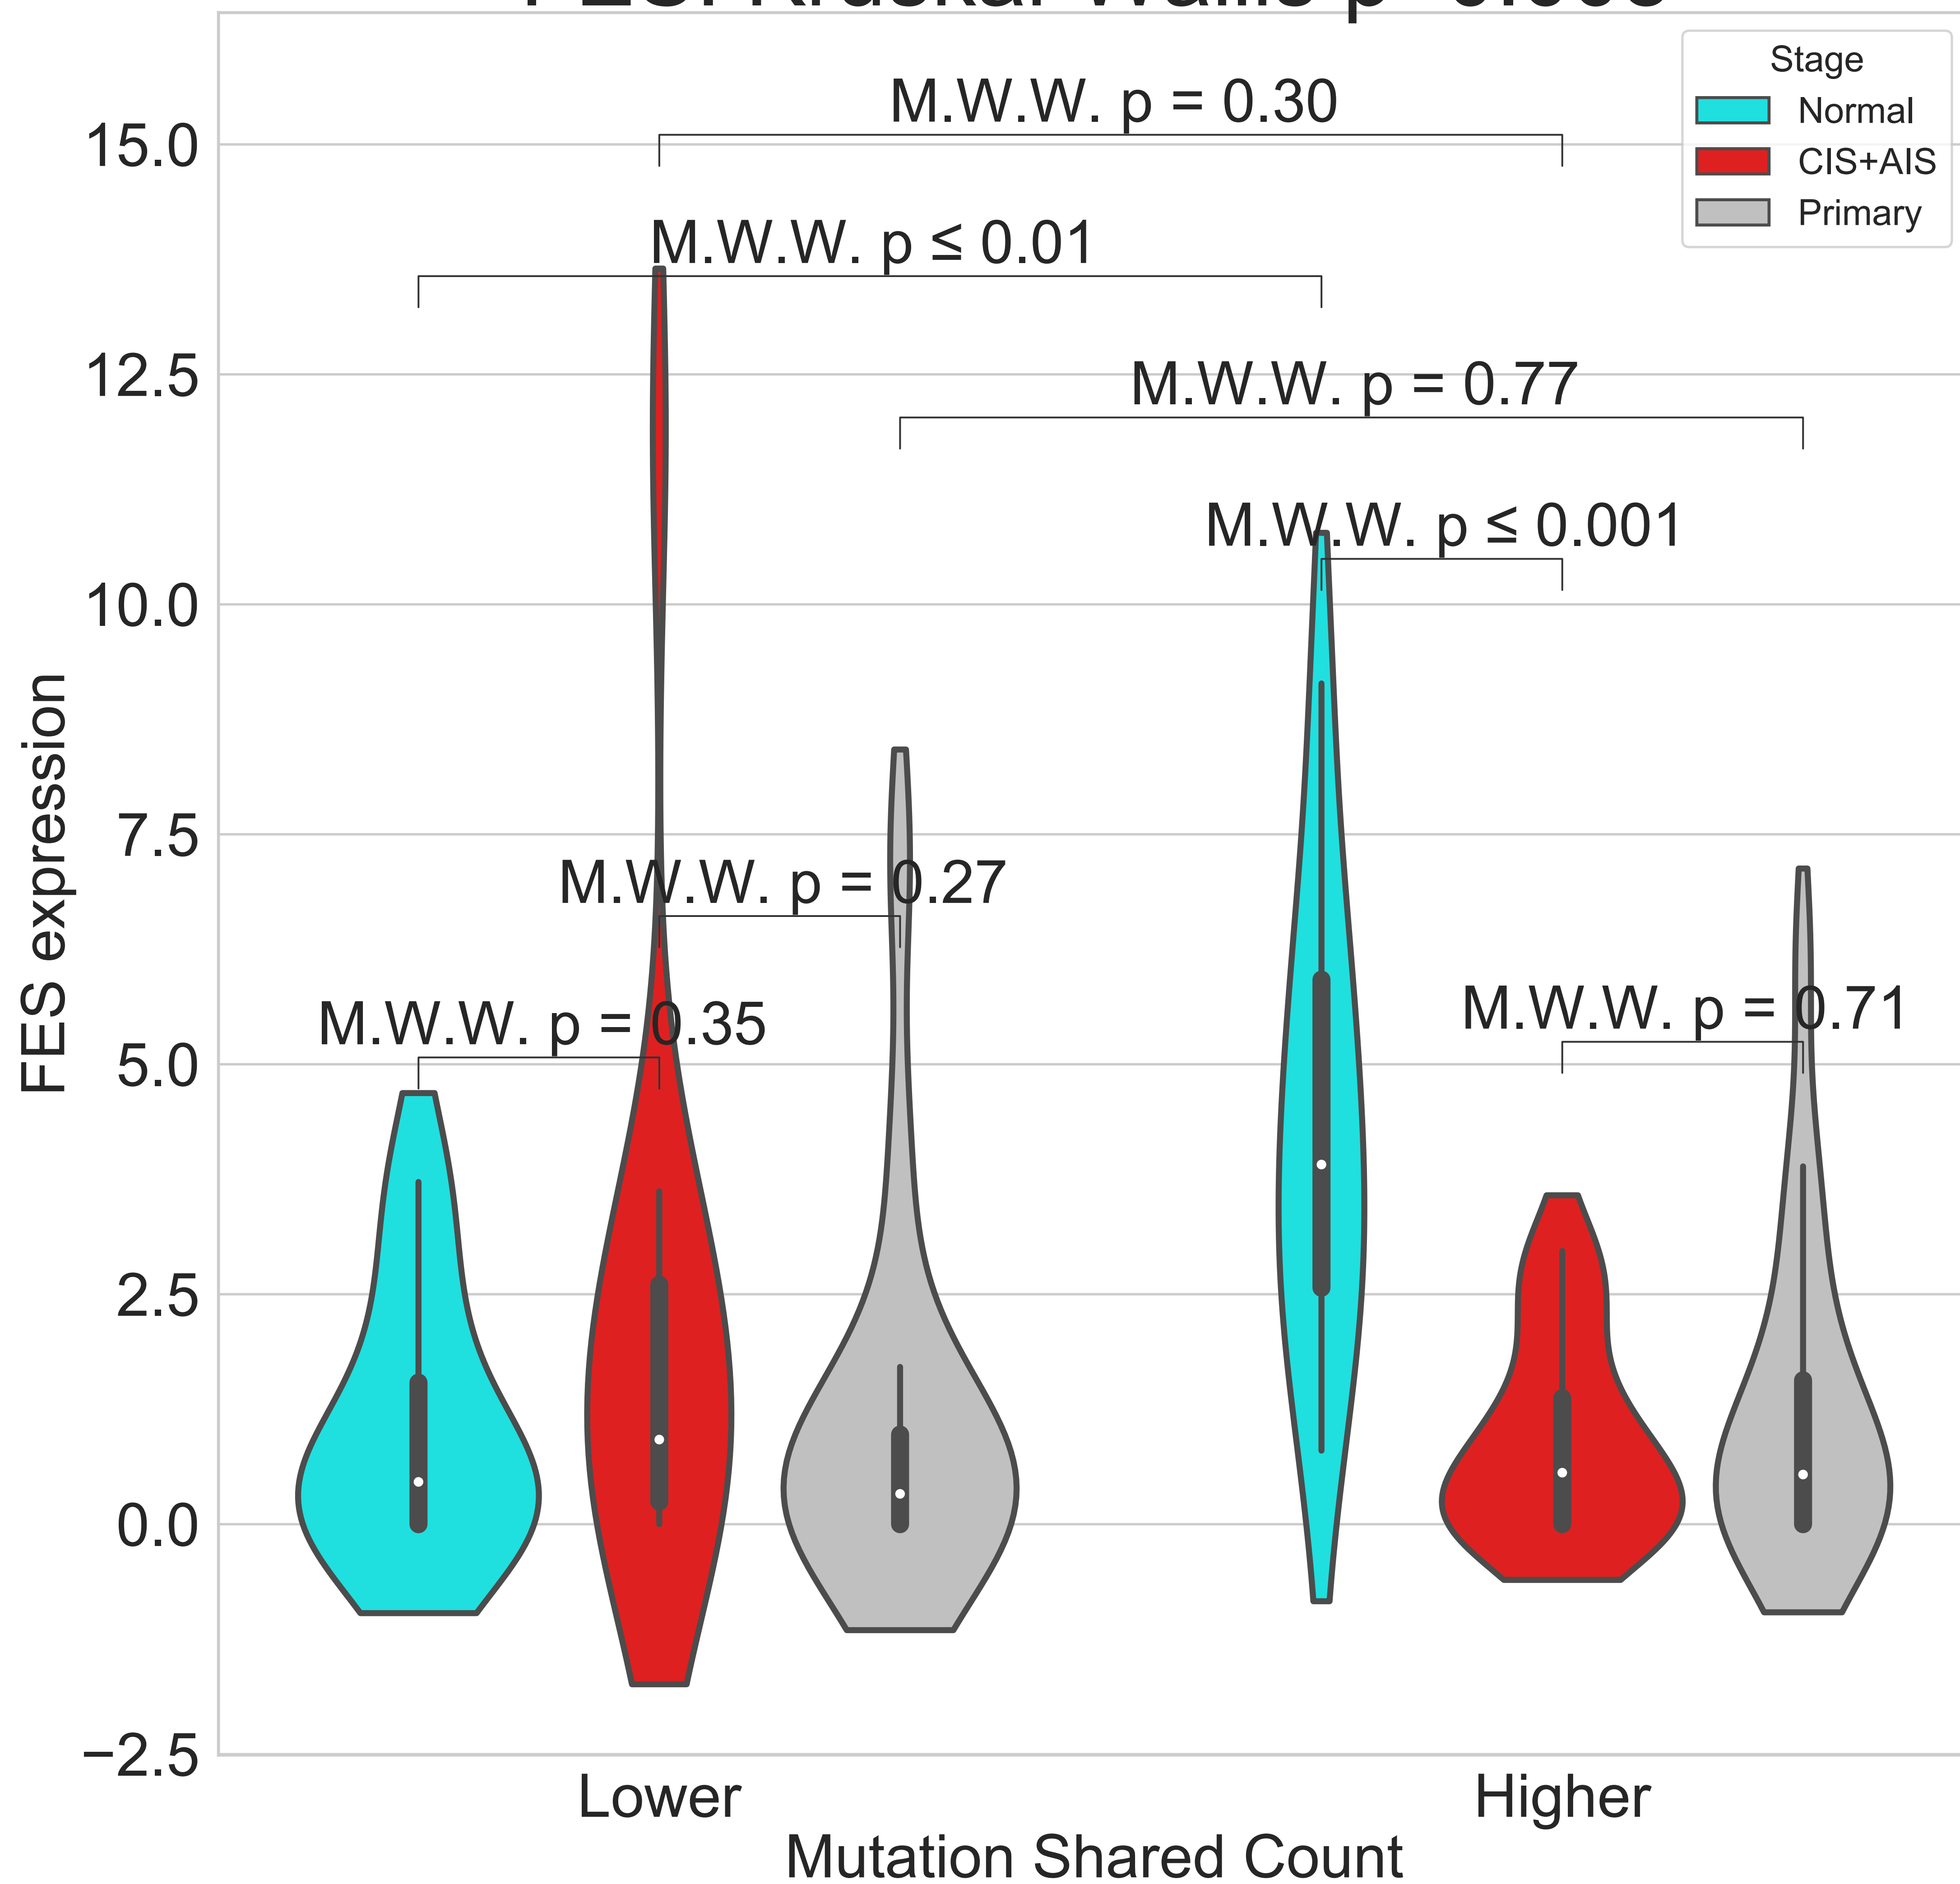 Stage
Normal
CIS+AIS
Primary
M.W.W. p = 0.30
M.W.W. p ≤ 0.01
M.W.W. p = 0.77
M.W.W. p ≤ 0.001
M.W.W. p = 0.27
M.W.W. p = 0.35
M.W.W. p = 0.71
15.0
12.5
10.0
7.5
5.0
2.5
0.0
−2.5
FES expression
Lower
Higher
Mutation Shared Count